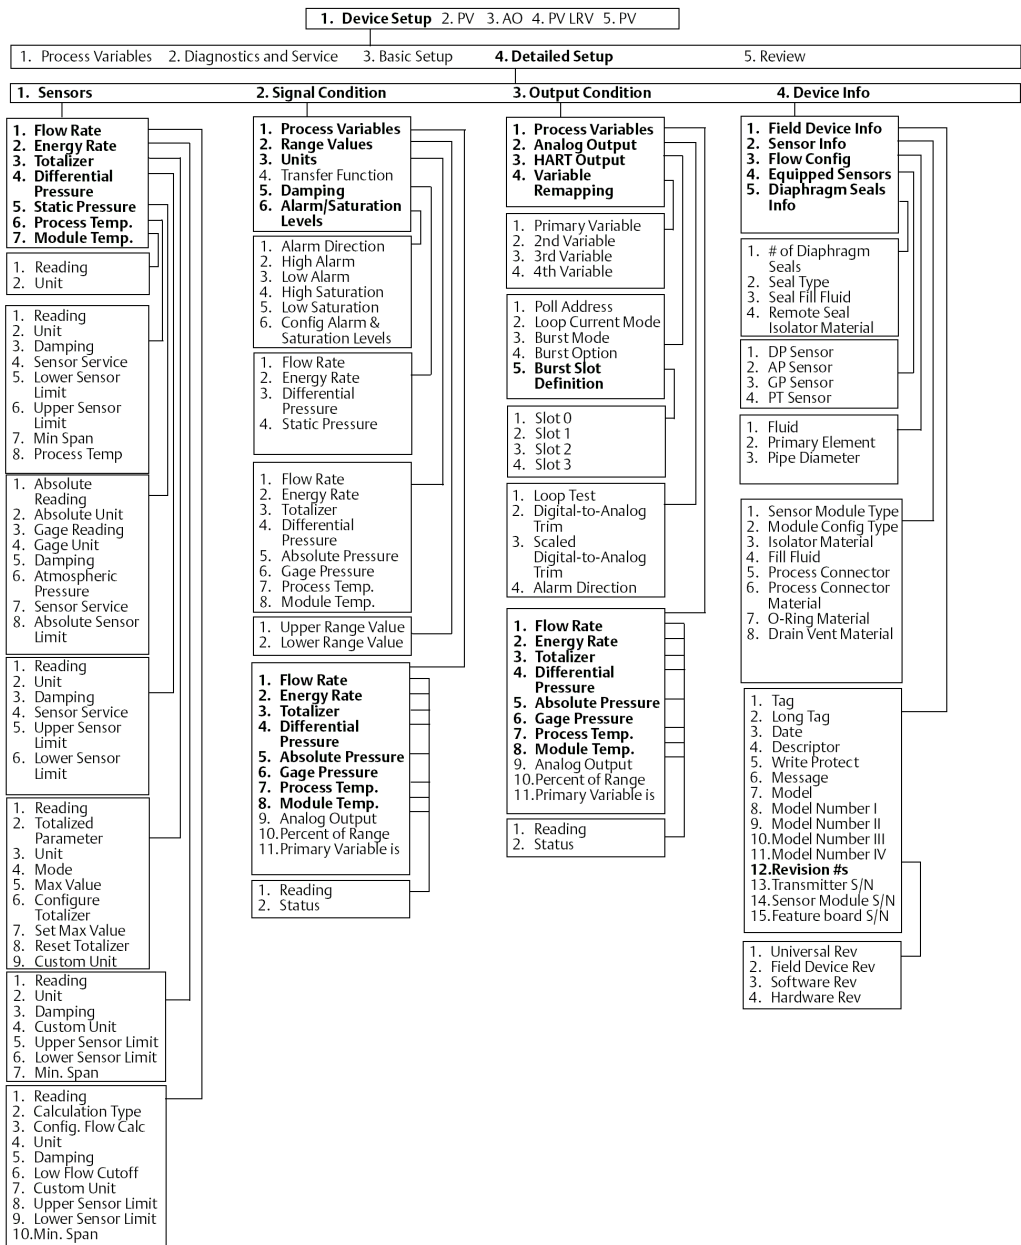 1. Device Setup 2. PV 3. AO 4. PV LRV 5. PV
1. Process Variables 2. Diagnostics and Service 3. Basic Setup 4. Detailed Setup 5. Review
1. Sensors 2. Signal Condition 3. Output Condition 4. Device Info
1. Flow Rate
2. Energy Rate
3. Totalizer
4. Differential
Pressure
5. Static Pressure
6. Process Temp.
7. Module Temp.
1. Reading
2. Unit
1. Reading
2. Unit
3. Damping
4. Sensor Service
5. Lower Sensor
Limit
6. Upper Sensor
Limit
7. Min Span
8. Process Temp
1. Absolute
Reading
2. Absolute Unit
3. Gage Reading
4. Gage Unit
5. Damping
6. Atmospheric
Pressure
7. Sensor Service
8. Absolute Sensor
Limit
1. Reading
2. Unit
3. Damping
4. Sensor Service
5. Upper Sensor
Limit
6. Lower Sensor
Limit
1. Reading
2. Totalized
Parameter
3. Unit
4. Mode
5. Max Value
6. Configure
Totalizer
7. Set Max Value
8. Reset Totalizer
9. Custom Unit
1. Reading
2. Unit
3. Damping
4. Custom Unit
5. Upper Sensor Limit
6. Lower Sensor Limit
7. Min. Span
1. Reading
2. Calculation Type
3. Config. Flow Calc
4. Unit
5. Damping
6. Low Flow Cutoff
7. Custom Unit
8. Upper Sensor Limit
9. Lower Sensor Limit
10.Min. Span
1. Process Variables
2. Range Values
3. Units
4. Transfer Function
5. Damping
6. Alarm/Saturation
Levels
1. Alarm Direction
2. High Alarm
3. Low Alarm
4. High Saturation
5. Low Saturation
6. Config Alarm &
Saturation Levels
1. Flow Rate
2. Energy Rate
3. Differential
Pressure
4. Static Pressure
1. Flow Rate
2. Energy Rate
3. Totalizer
4. Differential
Pressure
5. Absolute Pressure
6. Gage Pressure
7. Process Temp.
8. Module Temp.
1. Upper Range Value
2. Lower Range Value
1. Flow Rate
2. Energy Rate
3. Totalizer
4. Differential
Pressure
5. Absolute Pressure
6. Gage Pressure
7. Process Temp.
8. Module Temp.
9. Analog Output
10.Percent of Range
11.Primary Variable is
1. Reading
2. Status
1. Process Variables
2. Analog Output
3. HART Output
4. Variable
Remapping
1. Primary Variable
2. 2nd Variable
3. 3rd Variable
4. 4th Variable
1. Poll Address
2. Loop Current Mode
3. Burst Mode
4. Burst Option
5. Burst Slot
Definition
1. Slot 0
2. Slot 1
3. Slot 2
4. Slot 3
1. Loop Test
2. Digital-to-Analog
Trim
3. Scaled
Digital-to-Analog
Trim
4. Alarm Direction
1. Flow Rate
2. Energy Rate
3. Totalizer
4. Differential
Pressure
5. Absolute Pressure
6. Gage Pressure
7. Process Temp.
8. Module Temp.
9. Analog Output
10.Percent of Range
11.Primary Variable is
1. Reading
2. Status
1. Field Device Info
2. Sensor Info
3. Flow Config
4. Equipped Sensors
5. Diaphragm Seals
Info
1. # of Diaphragm
Seals
2. Seal Type
3. Seal Fill Fluid
4. Remote Seal
Isolator Material
1. DP Sensor
2. AP Sensor
3. GP Sensor
4. PT Sensor
1. Fluid
2. Primary Element
3. Pipe Diameter
1. Sensor Module Type
2. Module Config Type
3. Isolator Material
4. Fill Fluid
5. Process Connector
6. Process Connector
Material
7. O-Ring Material
8. Drain Vent Material
1. Tag
2. Long Tag
3. Date
4. Descriptor
5. Write Protect
6. Message
7. Model
8. Model Number I
9. Model Number II
10.Model Number III
11.Model Number IV
12.Revision #s
13.Transmitter S/N
14.Sensor Module S/N
15.Feature board S/N
1. Universal Rev
2. Field Device Rev
3. Software Rev
4. Hardware Rev